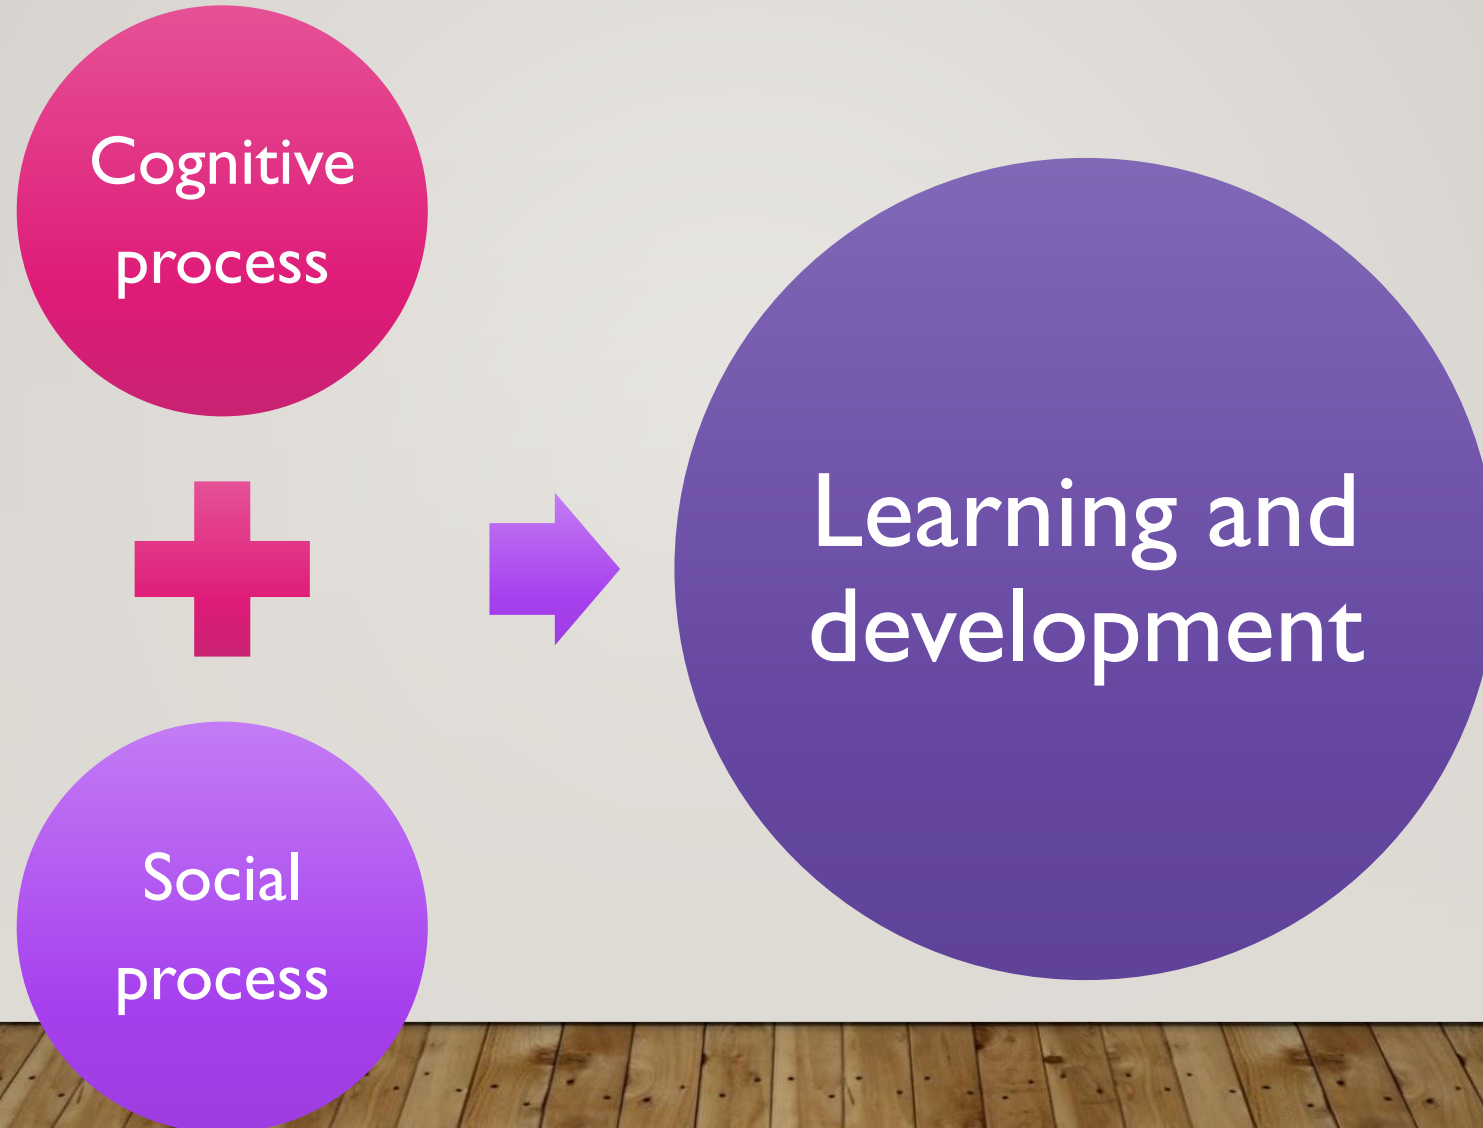 Cognitive
process
Social
process
Learning and
development